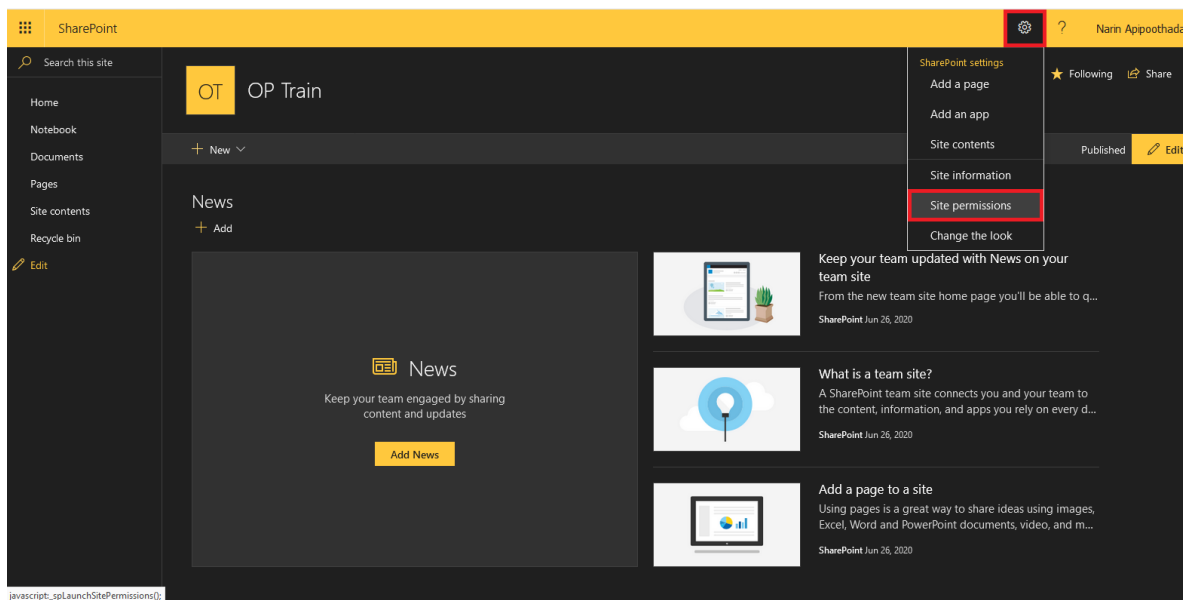 SharePoint
?
Narin Apipoothada
Search this site
Home
Notebook
Documents
Pages
Site contents
Recycle bin
Edit
OT
OP Train
Following
Share
SharePoint settings
Add a page
Add an app
Site contents
Site information
Site permissions
Change the look
New
Published
Edit
News
Add
News
Keep your team engaged by sharing
content and updates
Add News
Keep your team updated with News on your
team site
From the new team site home page you'll be able to q...
SharePoint Jun 26, 2020
What is a team site?
A SharePoint team site connects you and your team to
the content, information, and apps you rely on every d...
SharePoint Jun 26, 2020
Add a page to a site
Using pages is a great way to share ideas using images,
Excel, Word and PowerPoint documents, video, and m...
SharePoint Jun 26, 2020
javascript:_spLaunchSitePermissions();